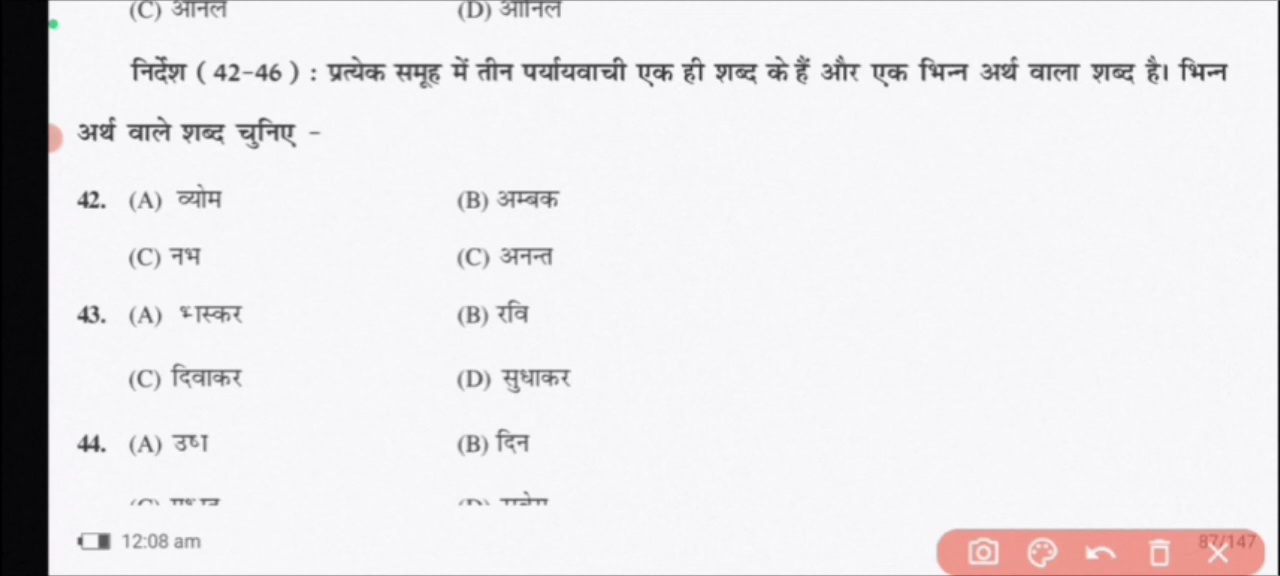 (C) अनिल (D) आनिल
निर्देश ( 42-46 ) : प्रत्येक समूह में तीन पर्यायवाची एक ही शब्द के हैं और एक भिन्न अर्थ वाला शब्द है। भिन्न
अर्थ वाले शब्द चुनिए -
42. (A) व्योम (B) अम्बक
(C) नभ (C) अनन्त
43. (A) भास्कर (B) रवि
(C) दिवाकर (D) सुधाकर
44. (A) उषा (B) दिन
12:08 am 87/147